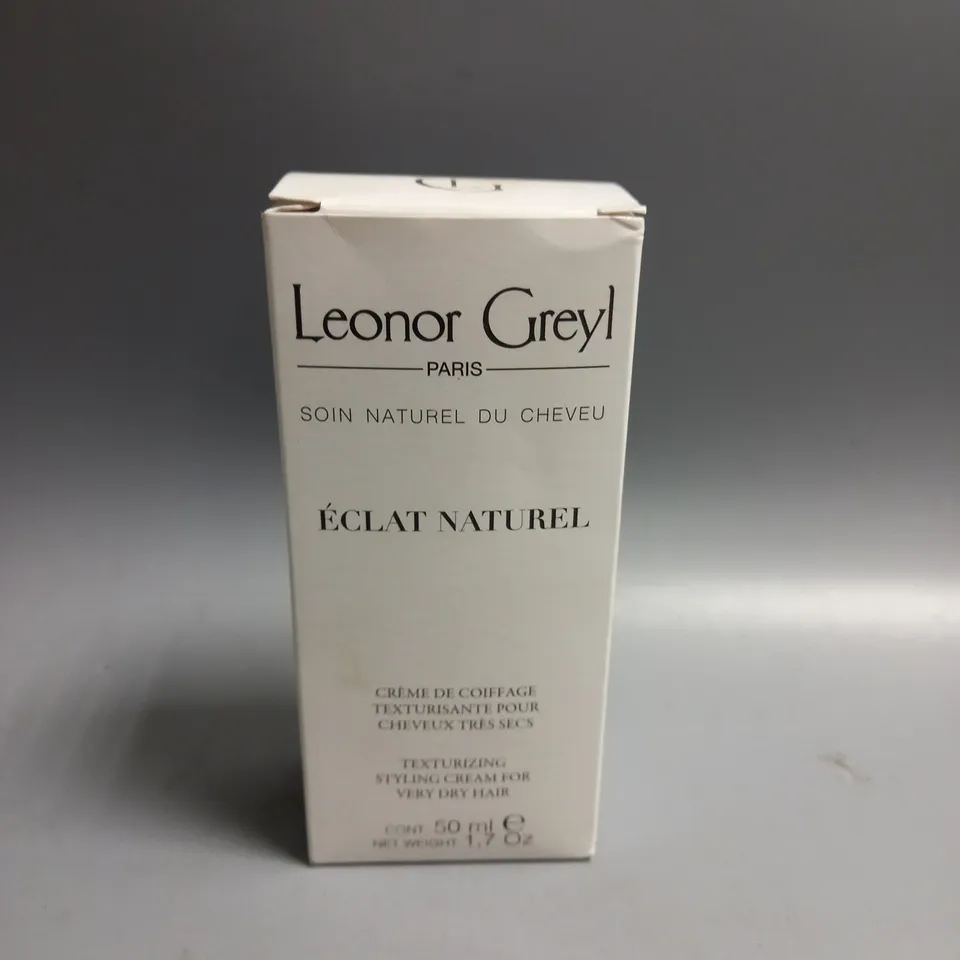 LG
Leonor Greyl
PARIS
SOIN NATUREL DU CHEVEU
ÉCLAT NATUREL
CRÈME DE COIFFAGE
TEXTURISANTE POUR
CHEVEUX TRÈS SECS
TEXTURIZING
STYLING CREAM FOR
VERY DRY HAIR
CONT. 50 ml e
NET WEIGHT 1,7 Oz